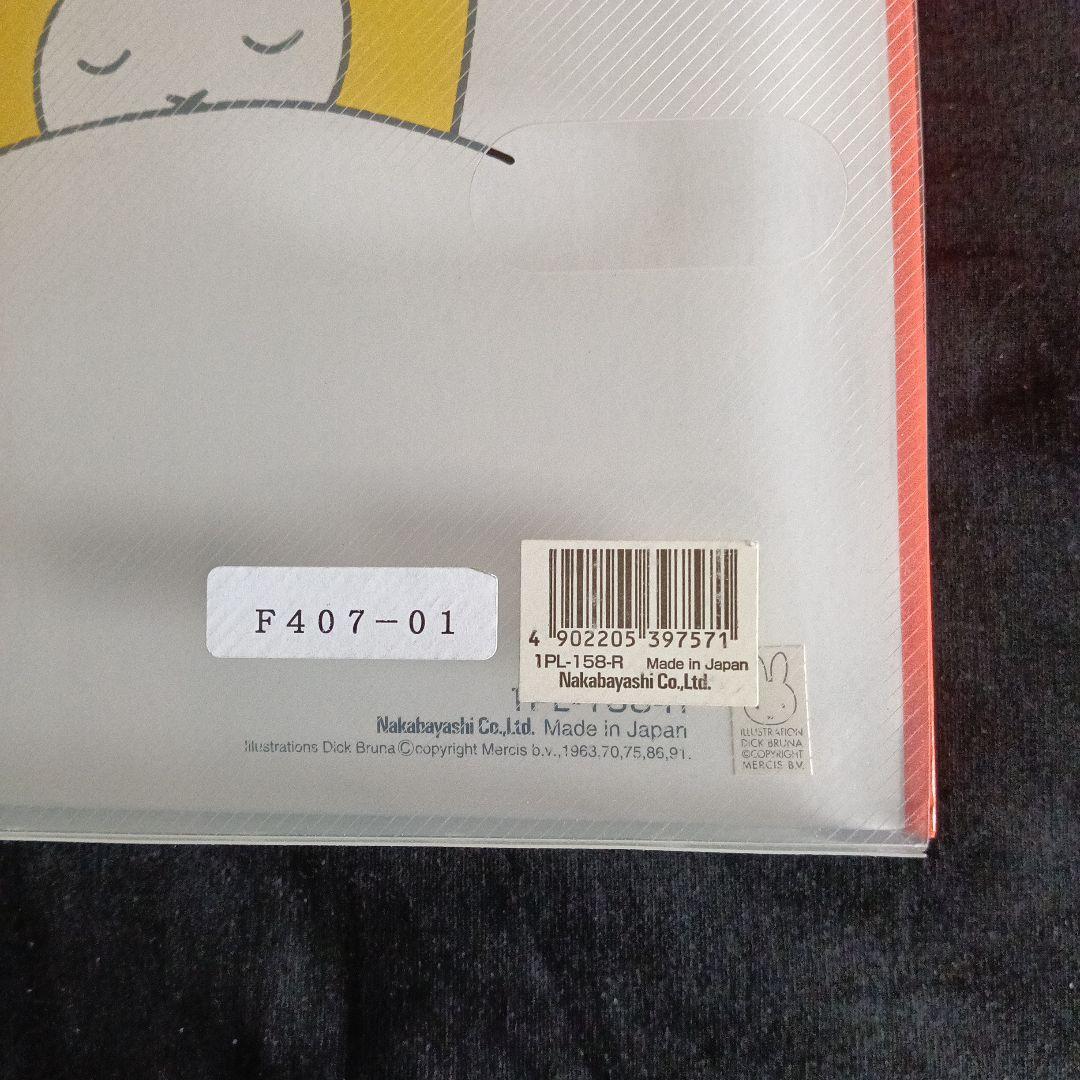 F407-01
4 902205 397571
1PL-158-R Made in Japan
Nakabayashi Co.,Ltd.
Nakabayashi Co.,Ltd. Made in Japan
Illustrations Dick Bruna Ⓒcopyright Mercis b.v.,1963,70,75,86,91.
ILLUSTRATION
DICK BRUNA
©COPYRIGHT
MERCIS B.V.